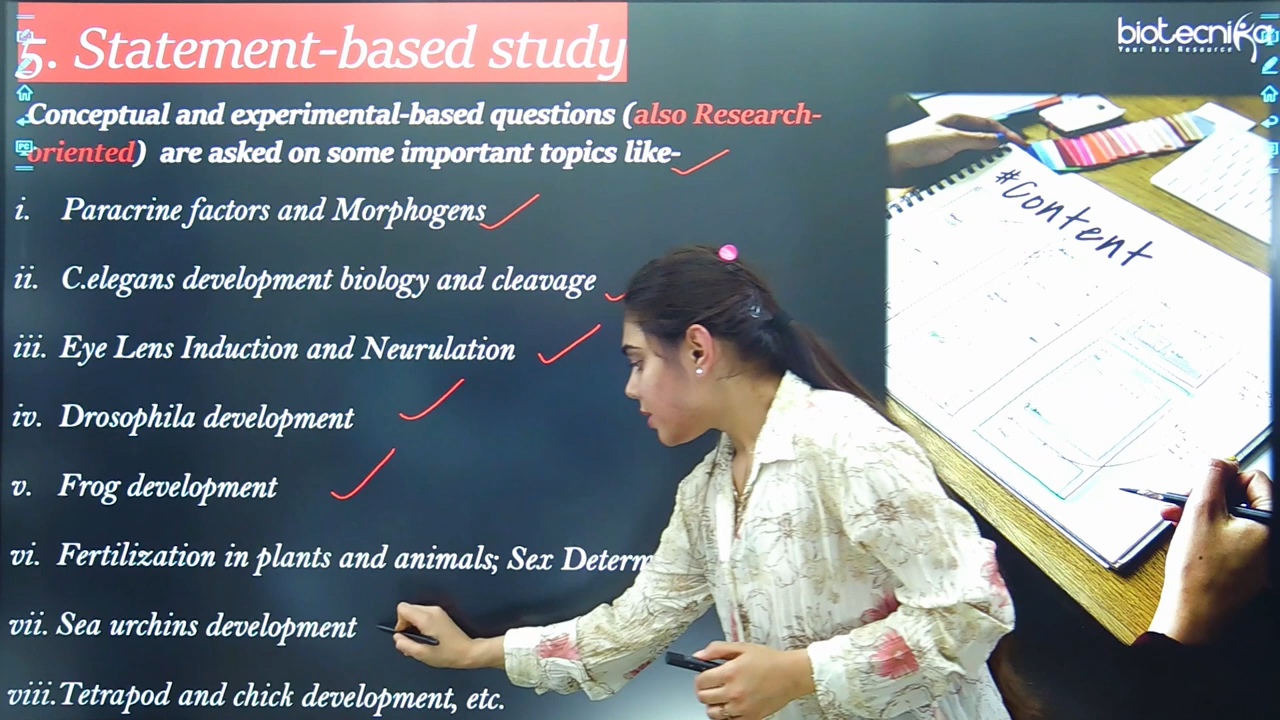 5. Statement-based study
biotecnika
Your Bio Resource
Conceptual and experimental-based questions (also Research-
oriented) are asked on some important topics like-
i. Paracrine factors and Morphogens
ii. C.elegans development biology and cleavage
iii. Eye Lens Induction and Neurulation
iv. Drosophila development
v. Frog development
vi. Fertilization in plants and animals; Sex Determ
vii. Sea urchins development
viii. Tetrapod and chick development, etc.
#Content